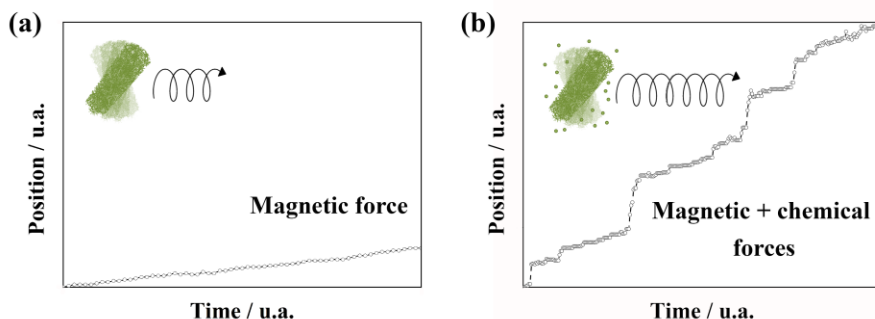 (a)
Position / u.a.
Magnetic force
Time / u.a.
(b)
Position / u.a.
Magnetic + chemical
forces
Time / u.a.